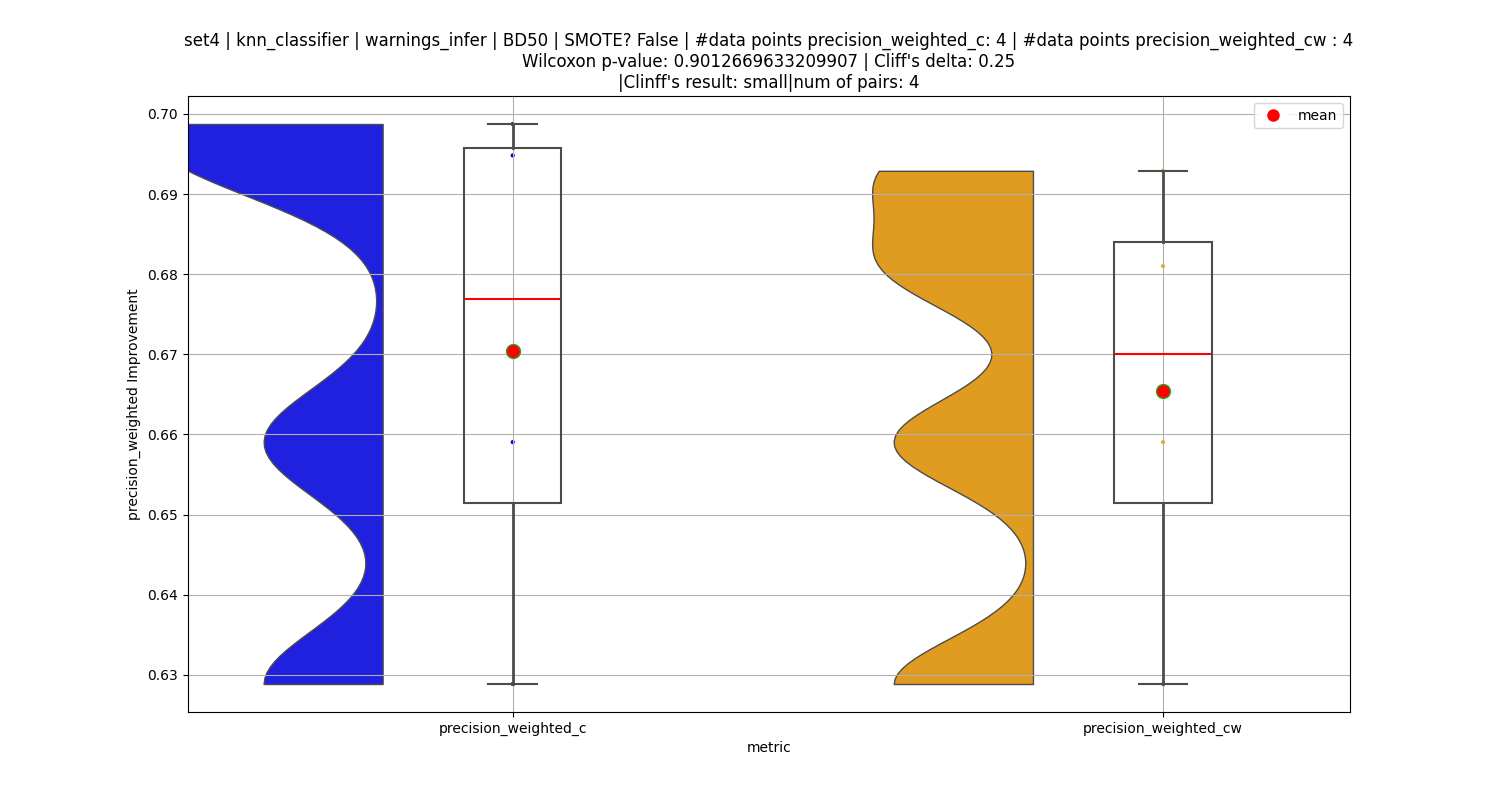 set4 | knn_classifier | warnings_infer | BD50 | SMOTE? False | #data points precision_weighted_c: 4 | #data points precision_weighted_cw : 4
Wilcoxon p-value: 0.9012669633209907 | Cliff's delta: 0.25
|Clinff's result: small|num of pairs: 4
mean
0.70
0.69
0.68
0.67
0.66
0.65
0.64
0.63
precision_weighted Improvement
precision_weighted_c
precision_weighted_cw
metric